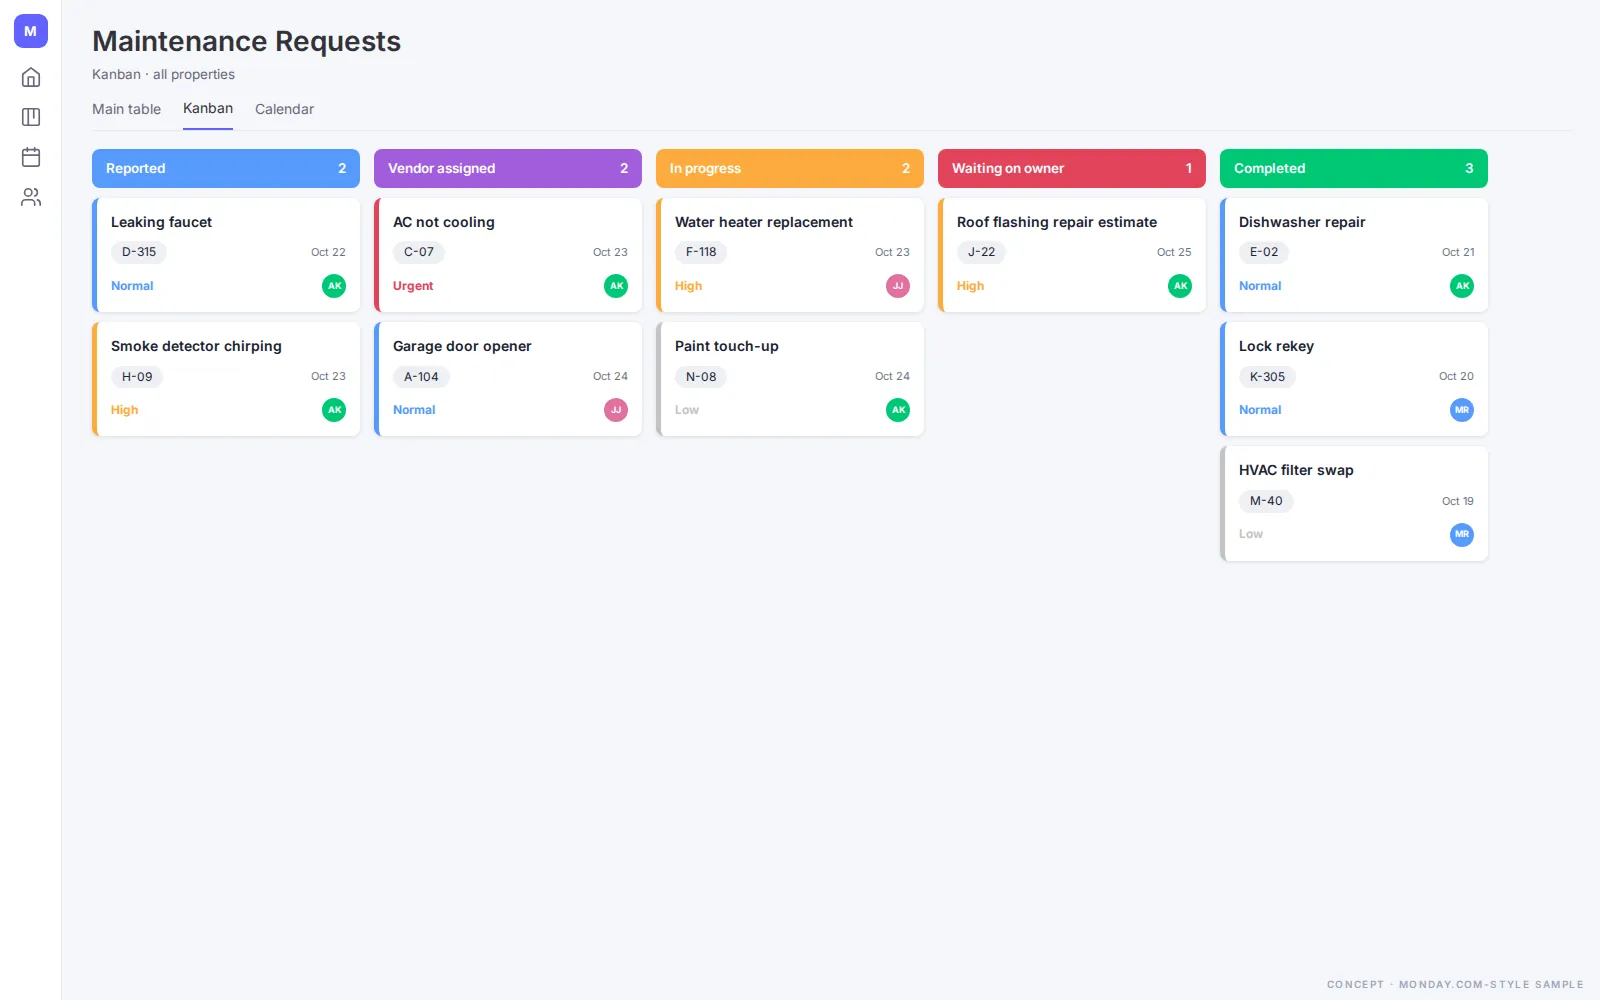 M
Maintenance Requests
Kanban · all properties
Main table Kanban Calendar
Reported 2
Leaking faucet
D-315 Oct 22
Normal AK
Smoke detector chirping
H-09 Oct 23
High AK
Vendor assigned 2
AC not cooling
C-07 Oct 23
Urgent AK
Garage door opener
A-104 Oct 24
Normal JJ
In progress 2
Water heater replacement
F-118 Oct 23
High JJ
Paint touch-up
N-08 Oct 24
Low AK
Waiting on owner 1
Roof flashing repair estimate
J-22 Oct 25
High AK
Completed 3
Dishwasher repair
E-02 Oct 21
Normal AK
Lock rekey
K-305 Oct 20
Normal MR
HVAC filter swap
M-40 Oct 19
Low MR
CONCEPT · MONDAY.COM-STYLE SAMPLE